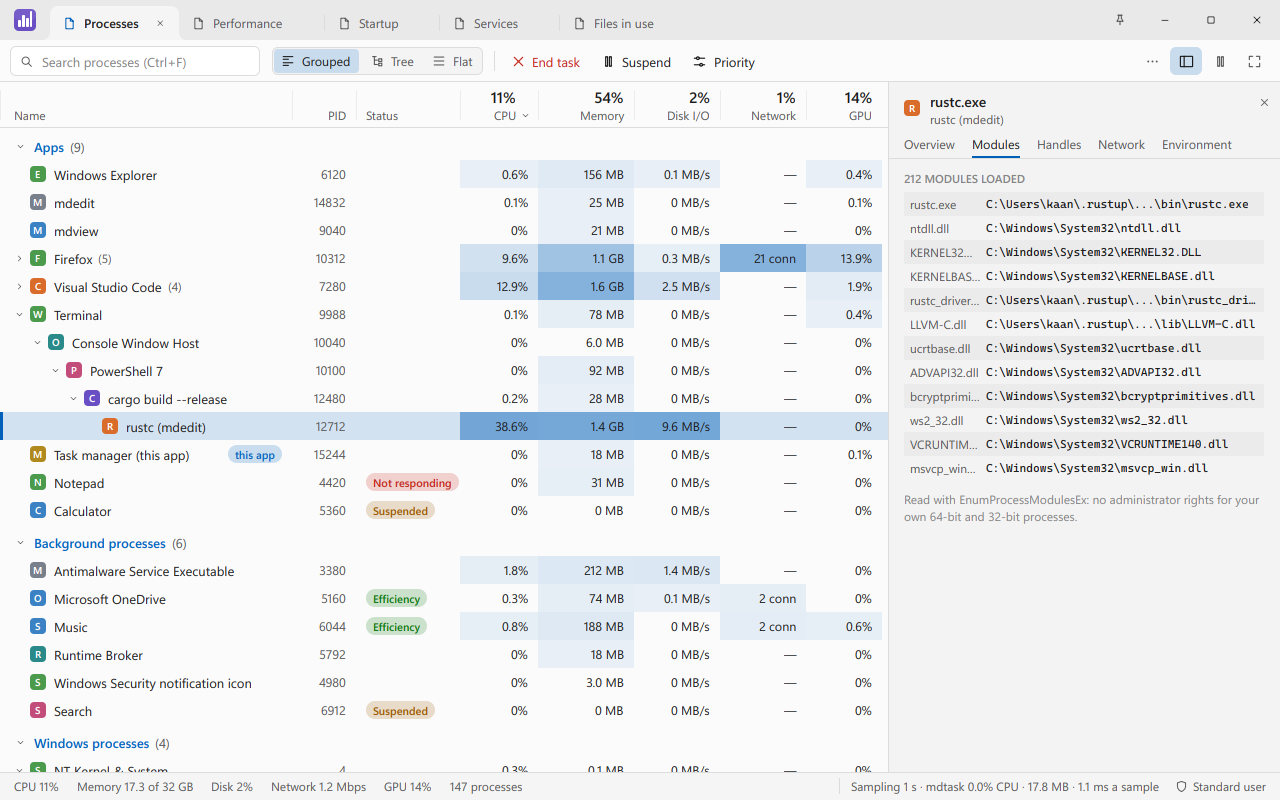 Processes
Performance
Startup
Services
Files in use
Search processes (Ctrl+F)
Grouped
Tree
Flat
End task
Suspend
Priority
11% 54% 2% 1% 14%
Name PID Status CPU Memory Disk I/O Network GPU
Apps (9)
E Windows Explorer 6120 0.6% 156 MB 0.1 MB/s — 0.4%
M mdedit 14832 0.1% 25 MB 0 MB/s — 0.1%
M mdview 9040 0% 21 MB 0 MB/s — 0%
F Firefox (5) 10312 9.6% 1.1 GB 0.3 MB/s 21 conn 13.9%
C Visual Studio Code (4) 7280 12.9% 1.6 GB 2.5 MB/s — 1.9%
W Terminal 9988 0.1% 78 MB 0 MB/s — 0.4%
O Console Window Host 10040 0% 6.0 MB 0 MB/s — 0%
P PowerShell 7 10100 0% 92 MB 0 MB/s — 0%
C cargo build --release 12480 0.2% 28 MB 0 MB/s — 0%
R rustc (mdedit) 12712 38.6% 1.4 GB 9.6 MB/s — 0%
M Task manager (this app) this app 15244 0% 18 MB 0 MB/s — 0.1%
N Notepad 4420 Not responding 0% 31 MB 0 MB/s — 0%
C Calculator 5360 Suspended 0% 0 MB 0 MB/s — 0%
Background processes (6)
M Antimalware Service Executable 3380 1.8% 212 MB 1.4 MB/s — 0%
O Microsoft OneDrive 5160 Efficiency 0.3% 74 MB 0.1 MB/s 2 conn 0%
S Music 6044 Efficiency 0.8% 188 MB 0 MB/s 2 conn 0.6%
R Runtime Broker 5792 0% 18 MB 0 MB/s — 0%
S Windows Security notification icon 4980 0% 3.0 MB 0 MB/s — 0%
S Search 6912 Suspended 0% 0 MB 0 MB/s — 0%
Windows processes (4)
NT Kernel & System 4 0.3% 0.1 MB 0 MB/s — 0%
R rustc.exe
rustc (mdedit)
Overview Modules Handles Network Environment
212 MODULES LOADED
rustc.exe C:\Users\kaan\.rustup\...\bin\rustc.exe
ntdll.dll C:\Windows\System32\ntdll.dll
KERNEL32... C:\Windows\System32\KERNEL32.DLL
KERNELBAS... C:\Windows\System32\KERNELBASE.dll
rustc_driver... C:\Users\kaan\.rustup\...\bin\rustc_dri...
LLVM-C.dll C:\Users\kaan\.rustup\...\lib\LLVM-C.dll
ucrtbase.dll C:\Windows\System32\ucrtbase.dll
ADVAPI32.dll C:\Windows\System32\ADVAPI32.dll
bcryptprimi... C:\Windows\System32\bcryptprimitives.dll
ws2_32.dll C:\Windows\System32\ws2_32.dll
VCRUNTIM... C:\Windows\System32\VCRUNTIME140.dll
msvcp_win... C:\Windows\System32\msvcp_win.dll
Read with EnumProcessModulesEx: no administrator rights for your
own 64-bit and 32-bit processes.
CPU 11% Memory 17.3 of 32 GB Disk 2% Network 1.2 Mbps GPU 14% 147 processes
Sampling 1 s · mdtask 0.0% CPU · 17.8 MB · 1.1 ms a sample
Standard user